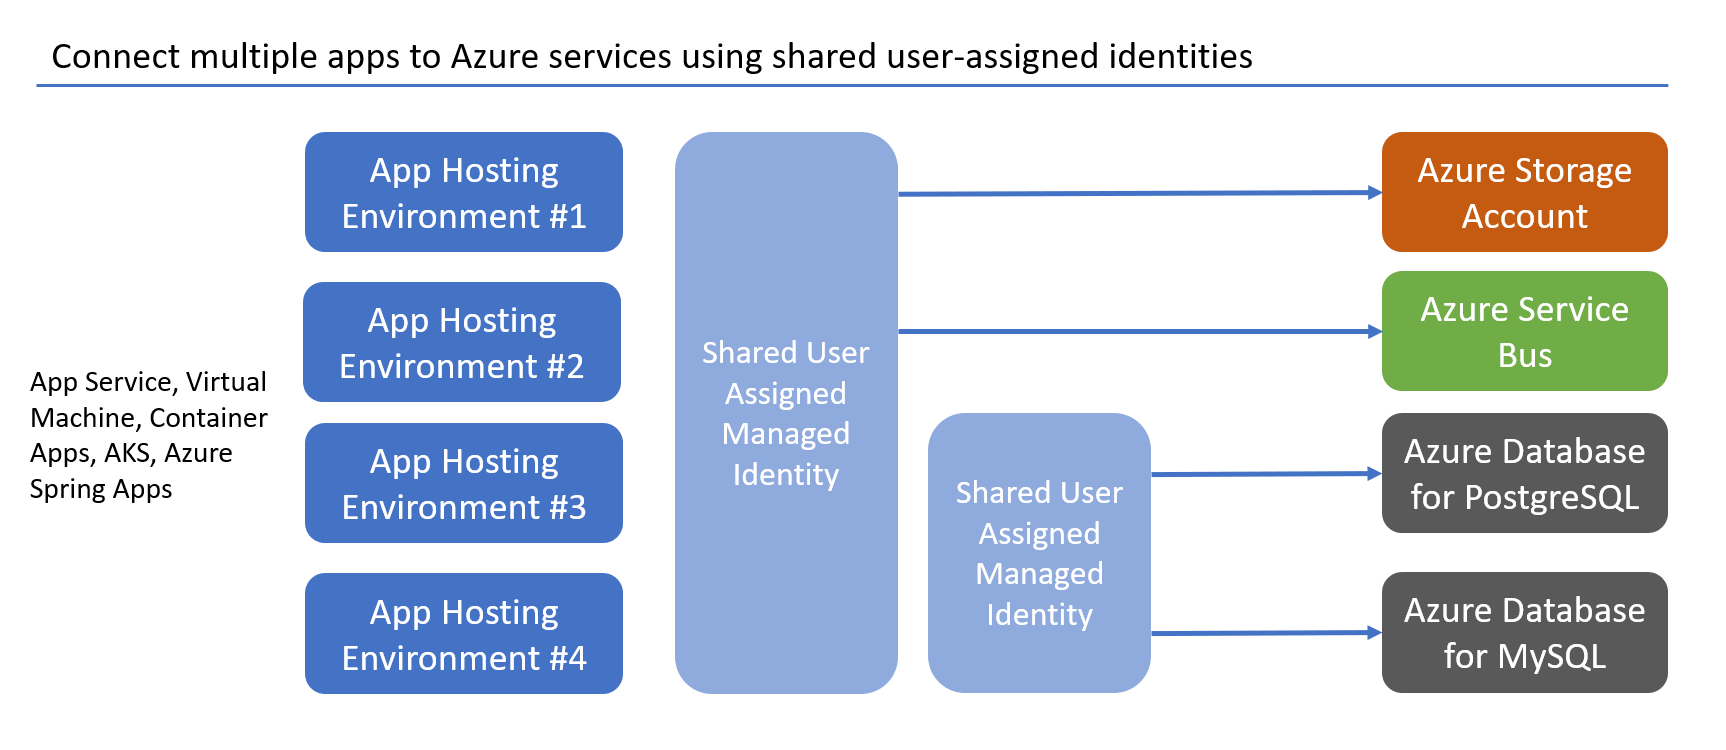 Connect multiple apps to Azure services using shared user-assigned identities
App Service, Virtual
Machine, Container
Apps, AKS, Azure
Spring Apps
App Hosting
Environment #1
App Hosting
Environment #2
App Hosting
Environment #3
App Hosting
Environment #4
Shared User
Assigned
Managed
Identity
Shared User
Assigned
Managed
Identity
Azure Storage
Account
Azure Service
Bus
Azure Database
for PostgreSQL
Azure Database
for MySQL